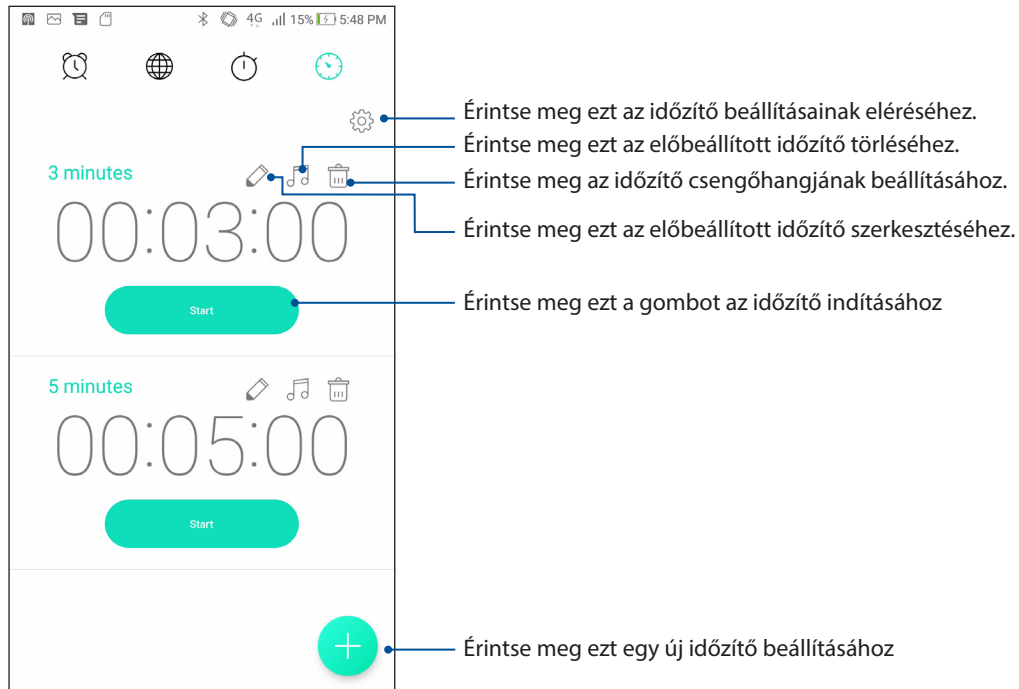 4G 15% 5:48 PM
Érintse meg ezt az időzítő beállításainak eléréséhez.
Érintse meg ezt az előbeállított időzítő törléséhez.
3 minutes
Érintse meg az időzítő csengőhangjának beállításához.
00:03:00
Érintse meg ezt az előbeállított időzítő szerkesztéséhez.
Start
Érintse meg ezt a gombot az időzítő indításához
5 minutes
00:05:00
Start
Érintse meg ezt egy új időzítő beállításához